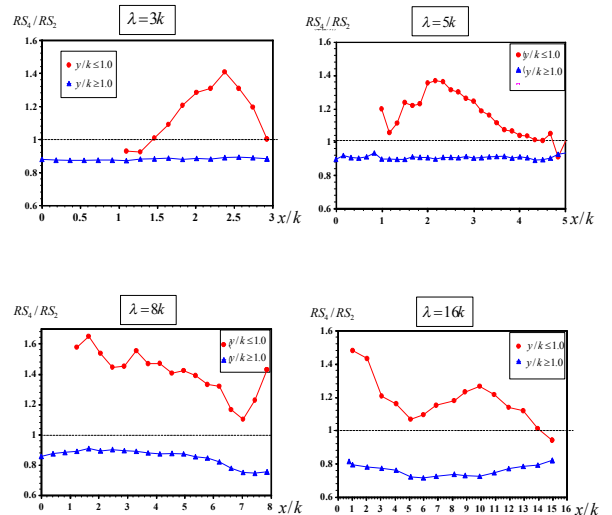 RS₄/RS₂
λ=3k
y/k≤1.0
y/k≥1.0
1.6
1.4
1.2
1
0.8
0.6
0 0.5 1 1.5 2 2.5 3
x/k
RS₄/RS₂
λ=5k
y/k≤1.0
y/k≥1.0
1.6
1.4
1.2
1
0.8
0.6
0 1 2 3 4 5
x/k
RS₄/RS₂
λ=8k
y/k≤1.0
y/k≥1.0
1.6
1.4
1.2
1
0.8
0.6
0 1 2 3 4 5 6 7 8
x/k
RS₄/RS₂
λ=16k
y/k≤1.0
y/k≥1.0
1.6
1.4
1.2
1
0.8
0.6
0 1 2 3 4 5 6 7 8 9 10 11 12 13 14 15 16
x/k